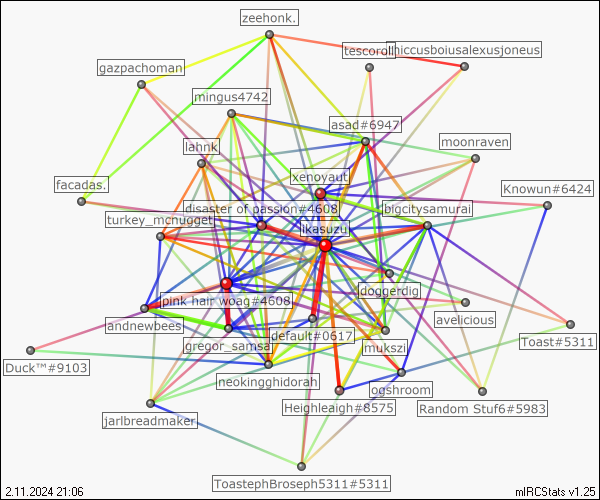 zeehonk.
tescoroll
hiccusboiusalexusjoneus
gazpachoman
mingus4742
asad#6947
lahnk
moonraven
xenoyaut
facadas.
Knowun#6424
disaster of passion#4608
bigcitysamurai
turkey_mcnugget
likasuzu
doggerdig
pink hair woag#4608
avelicious
andnewbees
default#0617
Toast#5311
gregor_samsa
mukszi
Duck™#9103
neokingghidorah
ogshroom
Heighleaigh#8575
Random Stuf6#5983
jarlbreadmaker
ToastephBroseph5311#5311
2.11.2024 21:06
mIRCStats v1.25